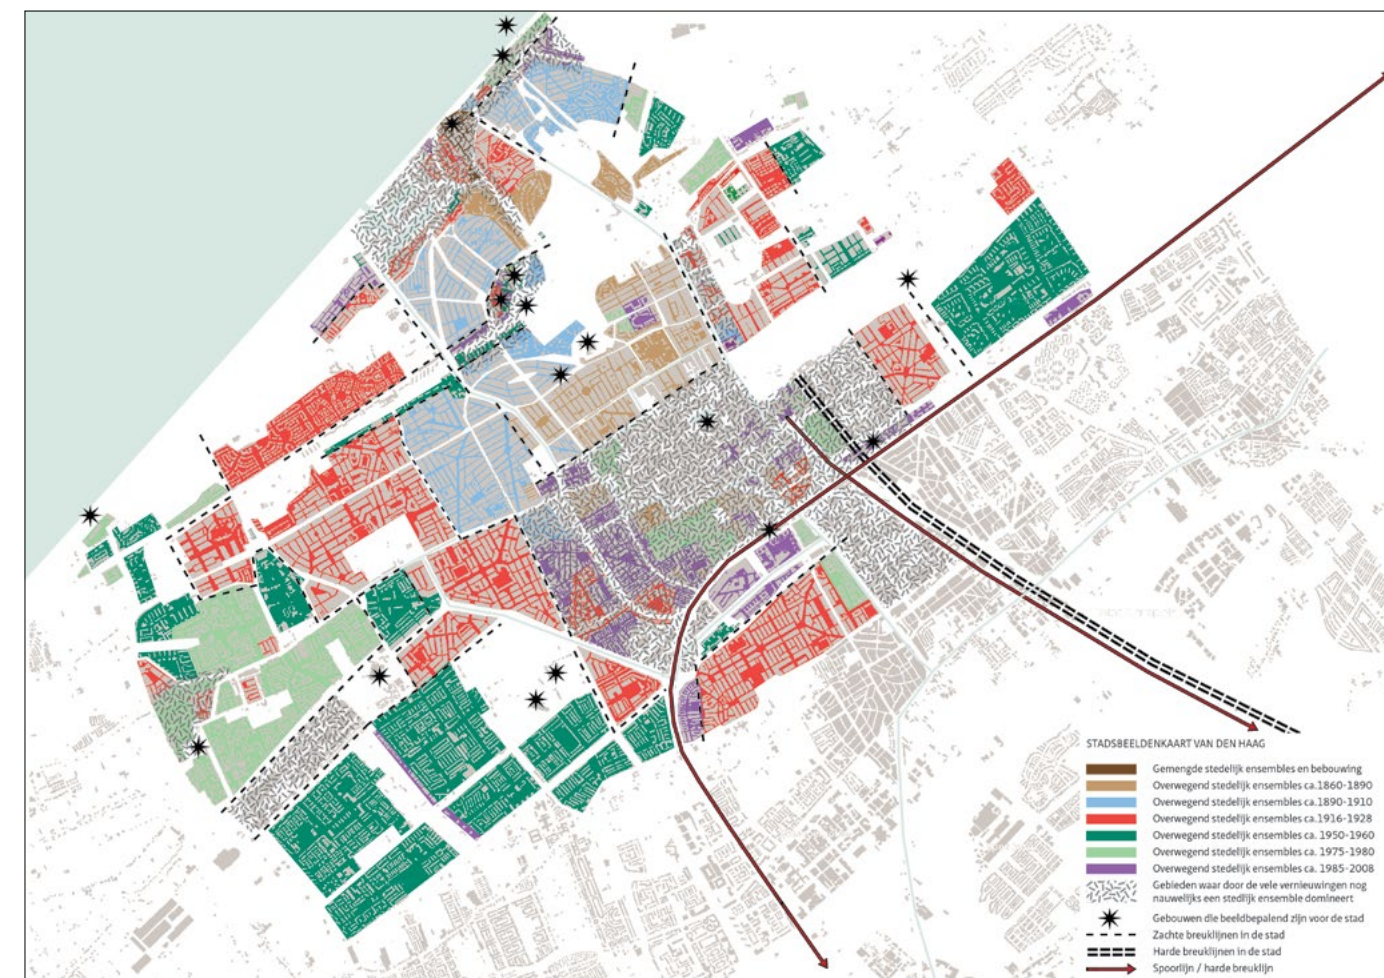 STADSBEELDENKAART VAN DEN HAAG
Gemengde stedelijk ensembles en bebouwing
Overwegend stedelijk ensembles ca.1860-1890
Overwegend stedelijk ensembles ca.1890-1910
Overwegend stedelijk ensembles ca.1916-1928
Overwegend stedelijk ensembles ca. 1950-1960
Overwegend stedelijk ensembles ca. 1975-1980
Overwegend stedelijk ensembles ca. 1985-2008
Gebieden waar door de vele vernieuwingen nog
nauwelijks een stedlijk ensemble domineert
Gebouwen die beeldbepalend zijn voor de stad
Zachte breuklijnen in de stad
Harde breuklijnen in de stad
Spoorlijn / harde breuklijn